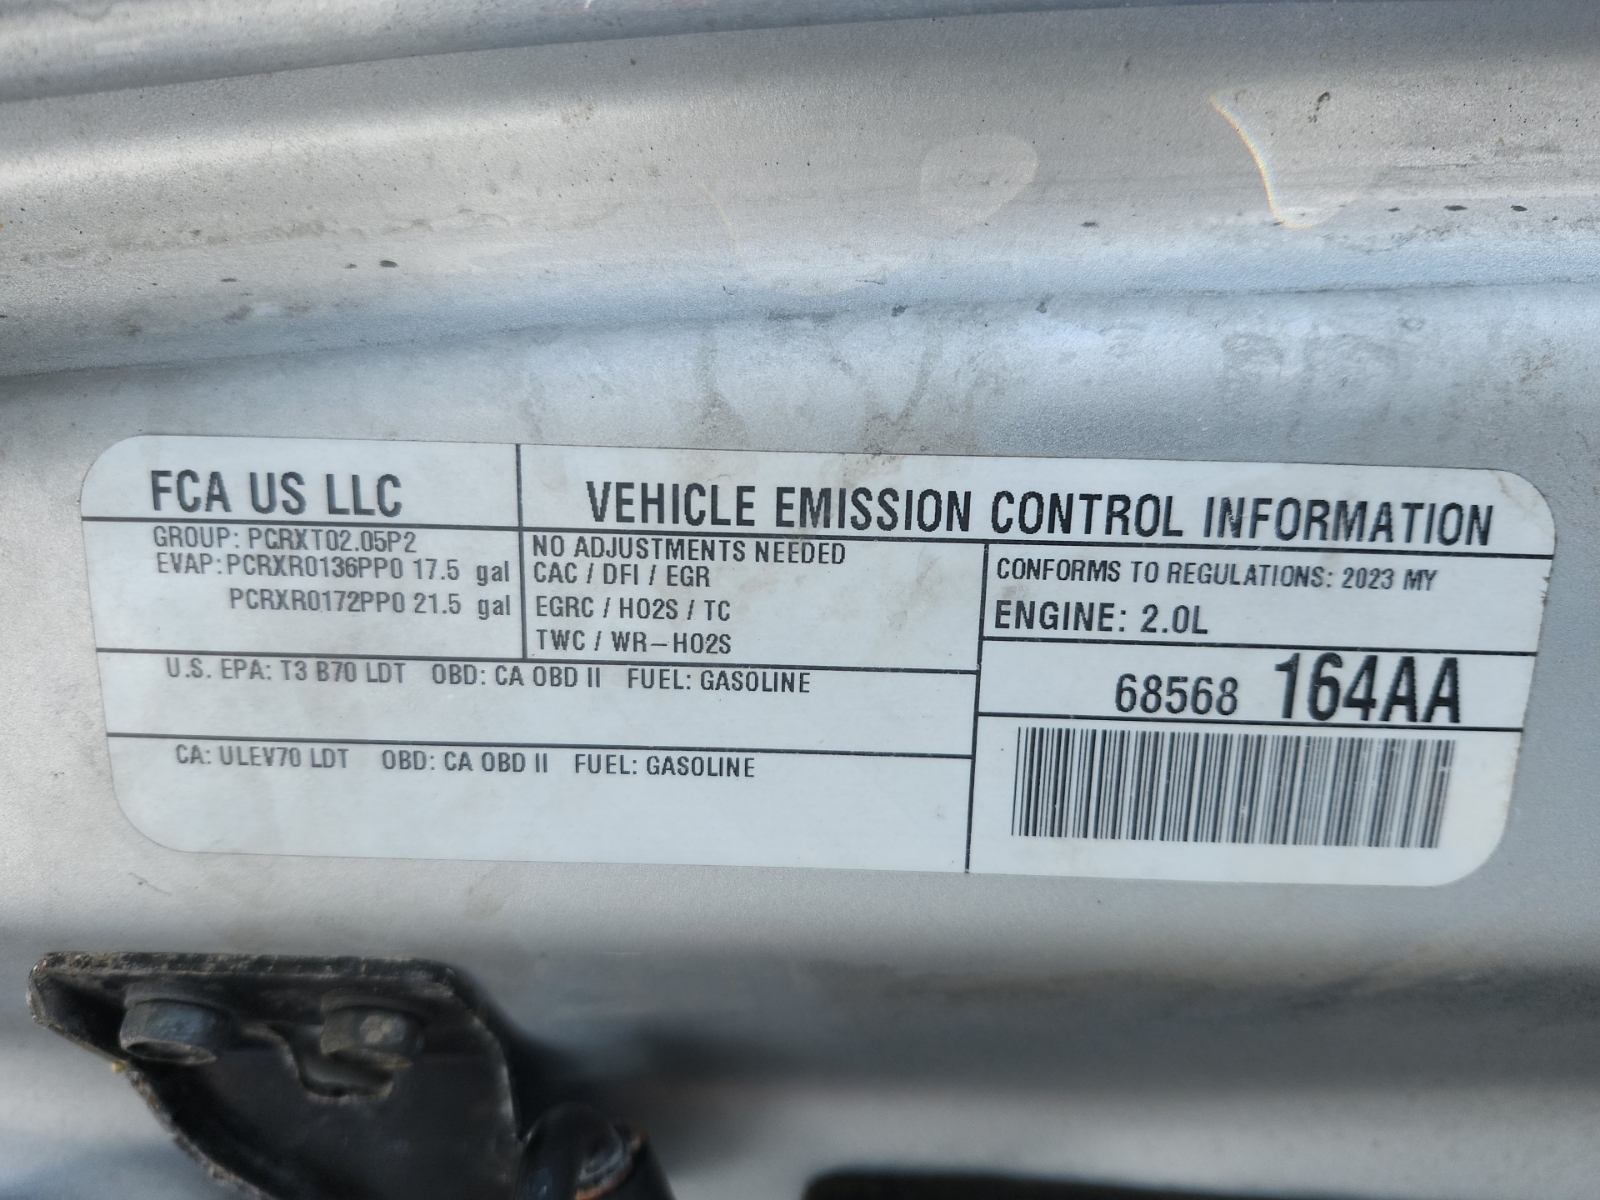 FCA US LLC
VEHICLE EMISSION CONTROL INFORMATION
GROUP: PCRXT02.05P2
EVAP: PCRXR0136PP0 17.5 gal
PCRXR0172PP0 21.5 gal
NO ADJUSTMENTS NEEDED
CAC / DFI / EGR
EGRC / HO2S / TC
TWC / WR-HO2S
CONFORMS TO REGULATIONS: 2023 MY
ENGINE: 2.0L
U.S. EPA: T3 B70 LDT OBD: CA OBD II FUEL: GASOLINE
68568 164AA
CA: ULEV70 LDT OBD: CA OBD II FUEL: GASOLINE